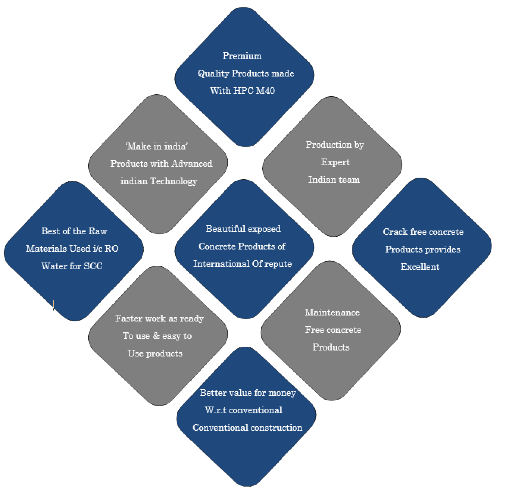 Premium
Quality Products made
With HPC M40
'Make in india'
Products with Advanced
indian Technology
Production by
Expert
Indian team
Best of the Raw
Materials Used i/c RO
Water for SCC
Beautiful exposed
Concrete Products of
International Of repute
Crack free concrete
Products provides
Excellent
Faster work as ready
To use & easy to
Use products
Maintenance
Free concrete
Products
Better value for money
W.r.t conventional
Conventional construction